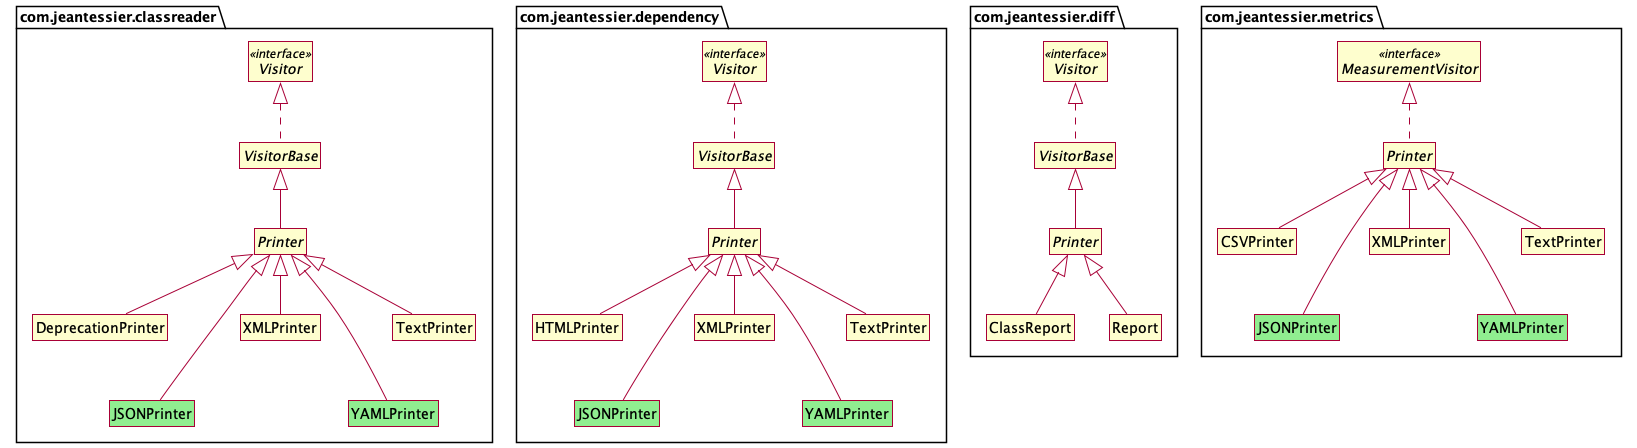 com.jeantessier.classreader
«interface»
Visitor
VisitorBase
Printer
DeprecationPrinter
XMLPrinter
TextPrinter
JSONPrinter
YAMLPrinter
com.jeantessier.dependency
«interface»
Visitor
VisitorBase
Printer
HTMLPrinter
XMLPrinter
TextPrinter
JSONPrinter
YAMLPrinter
com.jeantessier.diff
«interface»
Visitor
VisitorBase
Printer
ClassReport
Report
com.jeantessier.metrics
«interface»
MeasurementVisitor
Printer
CSVPrinter
XMLPrinter
TextPrinter
JSONPrinter
YAMLPrinter